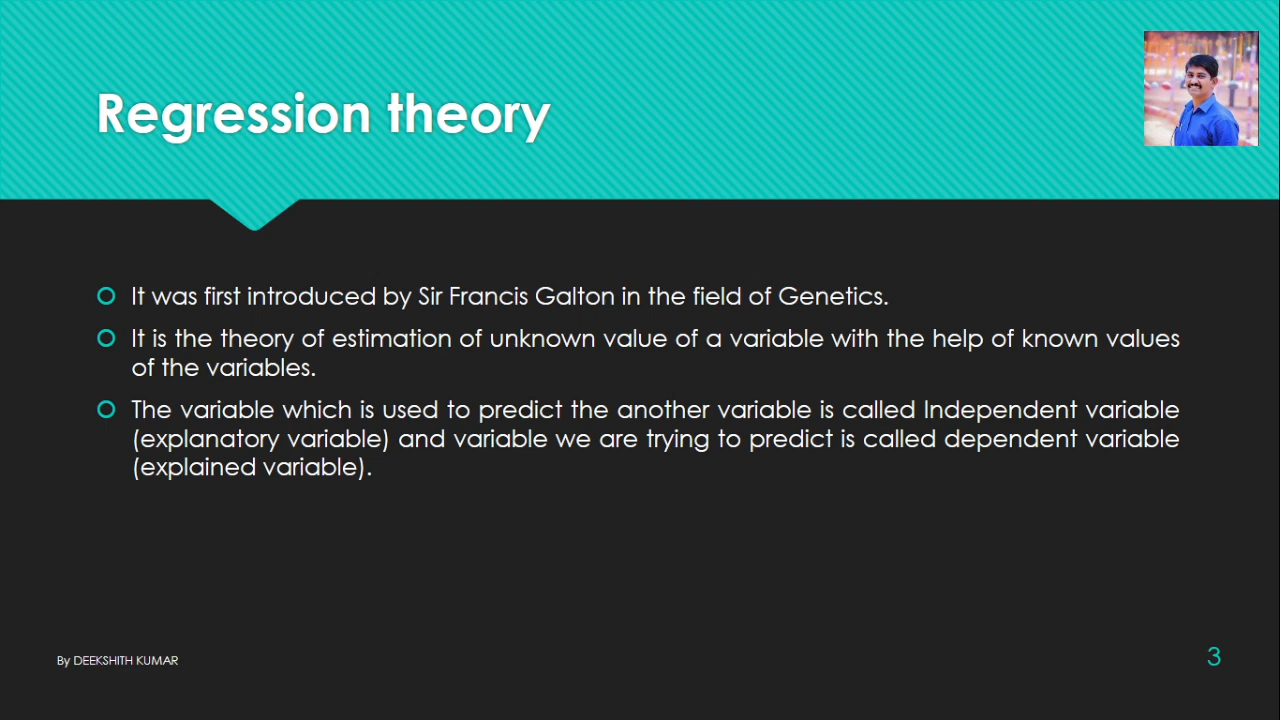 Regression theory
It was first introduced by Sir Francis Galton in the field of Genetics.
It is the theory of estimation of unknown value of a variable with the help of known values
of the variables.
The variable which is used to predict the another variable is called Independent variable
(explanatory variable) and variable we are trying to predict is called dependent variable
(explained variable).
By DEEKSHITH KUMAR
3